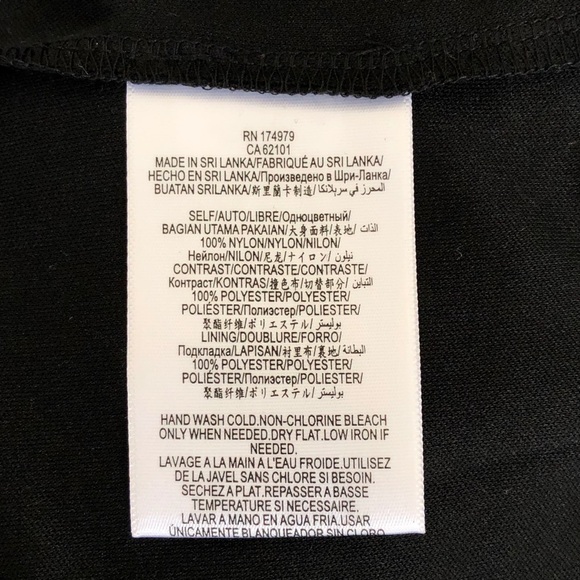 RN 174979
CA 62101
MADE IN SRI LANKA/FABRIQUÉ AU SRI LANKA/
HECHO EN SRI LANKA/Произведено в Шри-Ланка/
BUATAN SRILANKA/斯里蘭卡制造/المحرز في سريلانكا
SELF/AUTO/LIBRE/Одноцветный/
BAGIAN UTAMA PAKAIAN/大身面料/表地/الذات
100% NYLON/NYLON/NILON/
Нейлон/NILON/尼龙/ナイロン/نيلون
CONTRAST/CONTRASTE/CONTRASTE/
Контраст/KONTRAS/撞色布/切替部分/التباين
100% POLYESTER/POLYESTER/
POLIÉSTER/Полиэстер/POLIESTER/
聚酯纤维/ポリエステル/بوليستر
LINING/DOUBLURE/FORRO/
Подкладка/LAPISAN/衬里布/裏地/البطانة
100% POLYESTER/POLYESTER/
POLIÉSTER/Полиэстер/POLIESTER/
聚酯纤维/ポリエステル/بوليستر
HAND WASH COLD.NON-CHLORINE BLEACH
ONLY WHEN NEEDED.DRY FLAT.LOW IRON IF
NEEDED.
LAVAGE A LA MAIN A L'EAU FROIDE.UTILISEZ
DE LA JAVEL SANS CHLORE SI BESOIN.
SECHEZ A PLAT.REPASSER A BASSE
TEMPERATURE SI NECESSAIRE.
LAVAR A MANO EN AGUA FRIA.USAR
ÚNICAMENTE BLANQUEADOR SIN CLORO